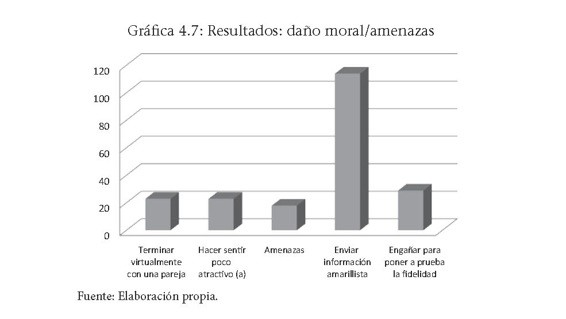 Gráfica 4.7: Resultados: daño moral/amenazas
120
100
80
60
40
20
0
Terminar
virtualmente
con una pareja
Hacer sentir
poco
atractivo (a)
Amenazas
Enviar
información
amarillista
Engañar para
poner a prueba
la fidelidad
Fuente: Elaboración propia.